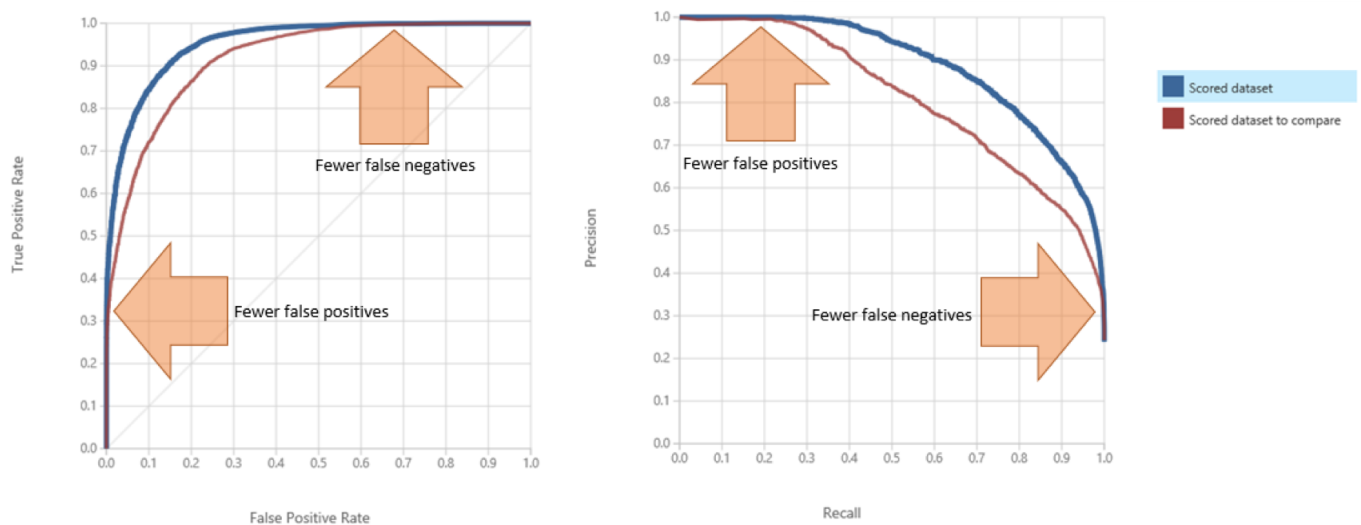 1.0
0.9
0.8
0.7
0.6
0.5
0.4
0.3
0.2
0.1
0.0
True Positive Rate
Fewer false negatives
Fewer false positives
0.0 0.1 0.2 0.3 0.4 0.5 0.6 0.7 0.8 0.9 1.0
False Positive Rate
1.0
0.9
0.8
0.7
0.6
0.5
0.4
0.3
0.2
0.1
0.0
Precision
Fewer false positives
Fewer false negatives
0.0 0.1 0.2 0.3 0.4 0.5 0.6 0.7 0.8 0.9 1.0
Recall
Scored dataset
Scored dataset to compare